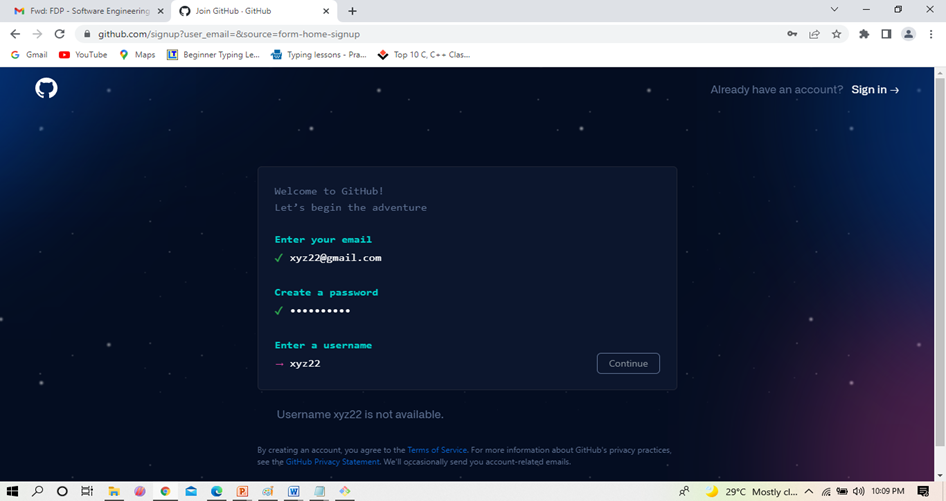 Fwd: FDP - Software Engineering
Join GitHub · GitHub
github.com/signup?user_email=&source=form-home-signup
Gmail
YouTube
Maps
Beginner Typing Le...
Typing lessons - Pra...
Top 10 C, C++ Clas...
Already have an account? Sign in →
Welcome to GitHub!
Let's begin the adventure
Enter your email
✓ xyz22@gmail.com
Create a password
✓ ••••••••••
Enter a username
→ xyz22
Continue
Username xyz22 is not available.
By creating an account, you agree to the Terms of Service. For more information about GitHub's privacy practices,
see the GitHub Privacy Statement. We'll occasionally send you account-related emails.
29°C Mostly cl...
10:09 PM